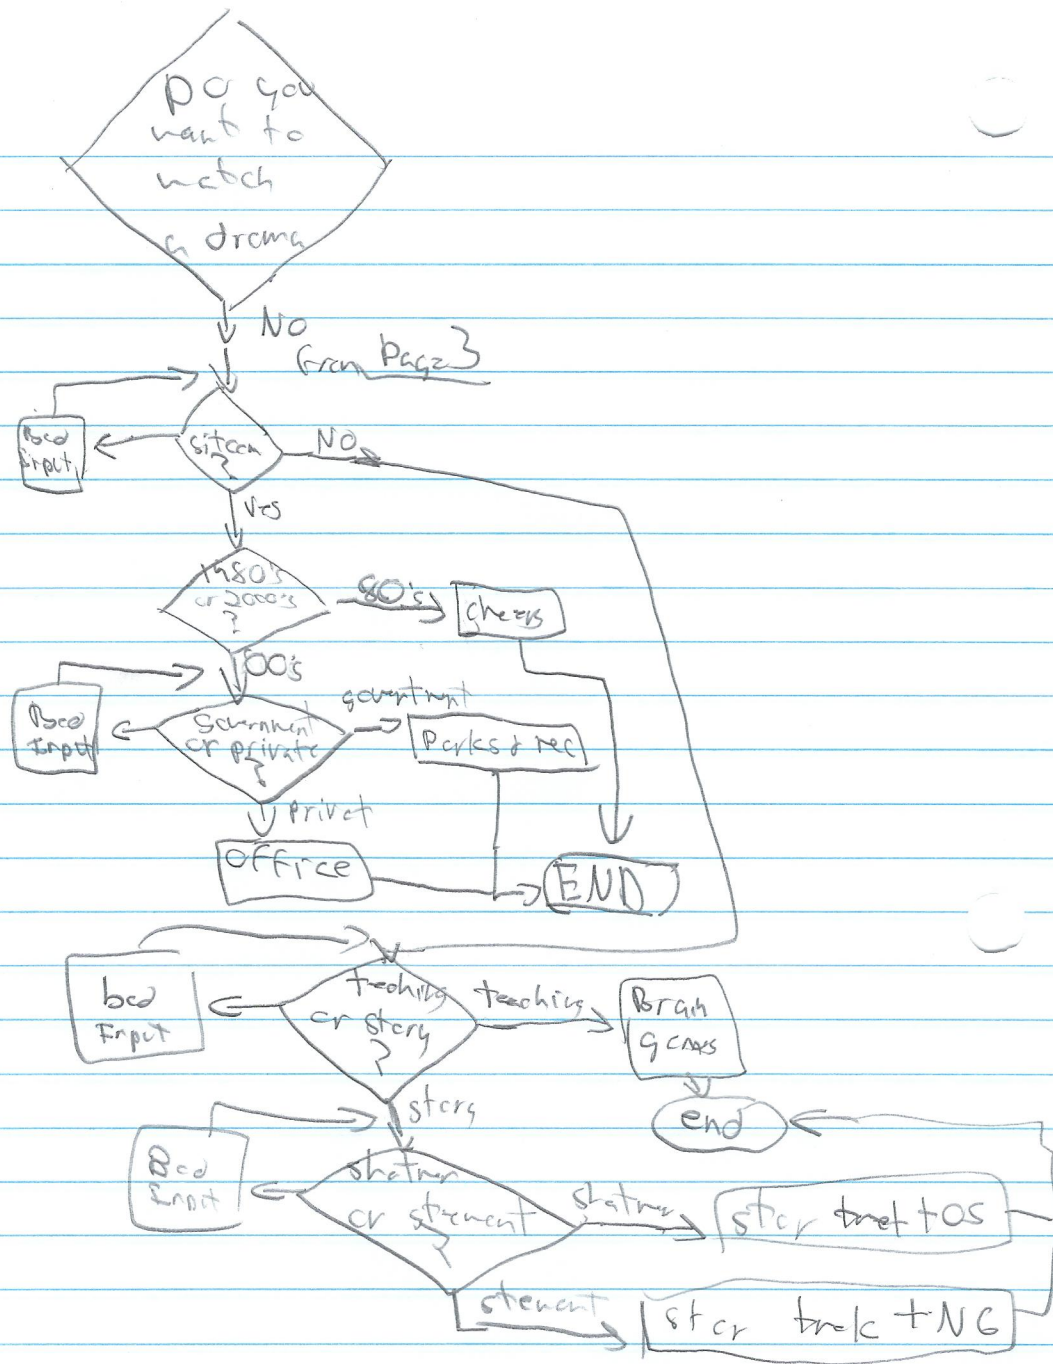 Do you
want to
watch
a drama
NO
from Page 3
Bad
Input
sitcom
?
NO
Yes
1980's
or 2000's
?
80's
cheers
00's
Bad
Input
Government
or private
?
govertment
Parks & rec
privat
office
END
bad
Input
teaching
or story
?
teaching
Brain
games
story
end
Bad
Input
shatner
or stewart
?
shatner
star trek TOS
stewart
star trek TNG